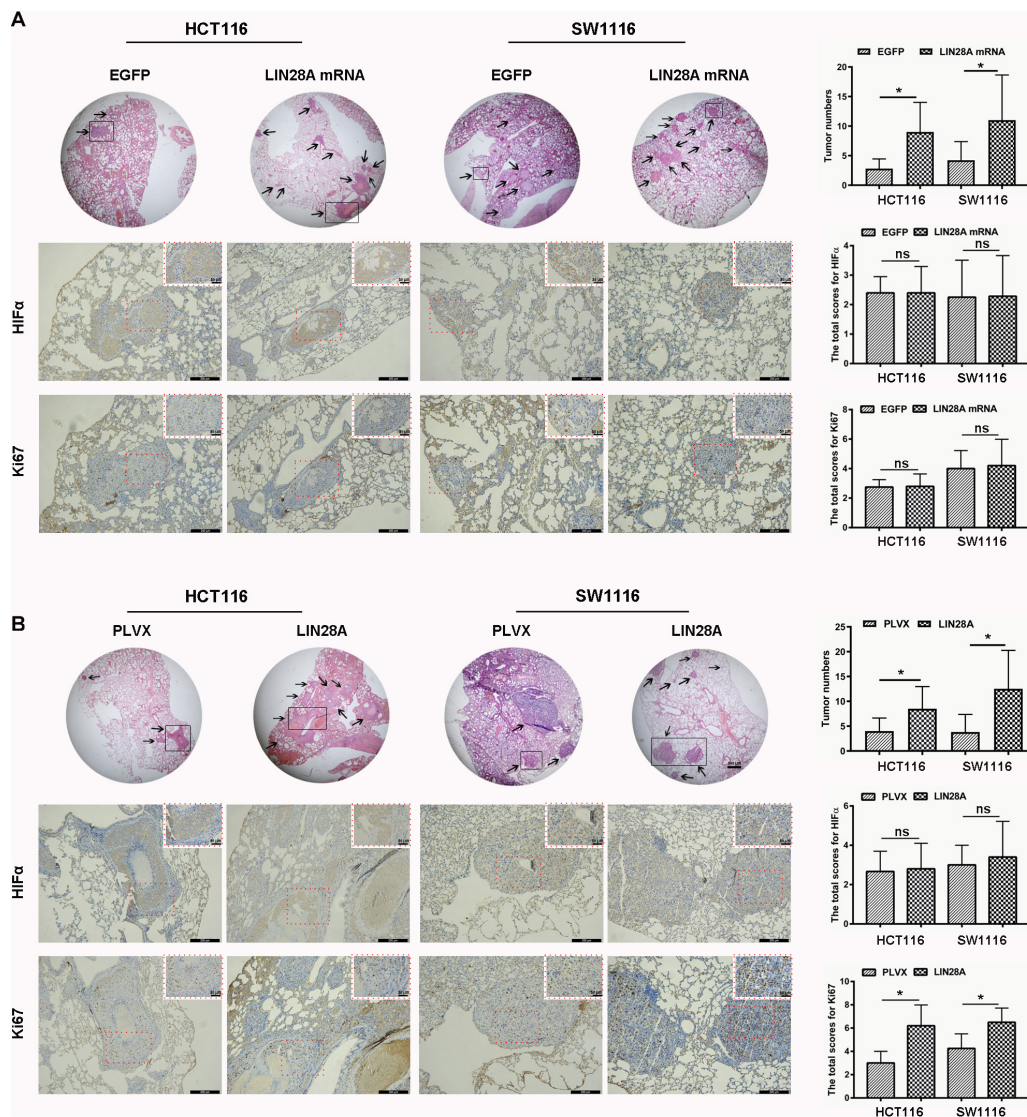 A
HCT116
SW1116
EGFP
LIN28A mRNA
EGFP
LIN28A mRNA
HIFα
Ki67
EGFP LIN28A mRNA
Tumor numbers
20
15
10
5
0
*
*
HCT116 SW1116
EGFP LIN28A mRNA
The total scores for HIFα
4
3
2
1
0
ns
ns
HCT116 SW1116
EGFP LIN28A mRNA
The total scores for Ki67
8
6
4
2
0
ns
ns
HCT116 SW1116
B
HCT116
SW1116
PLVX
LIN28A
PLVX
LIN28A
HIFα
Ki67
PLVX LIN28A
Tumor numbers
25
20
15
10
5
0
*
*
HCT116 SW1116
PLVX LIN28A
The total scores for HIFα
6
4
2
0
ns
ns
HCT116 SW1116
PLVX LIN28A
The total scores for Ki67
10
8
6
4
2
0
*
*
HCT116 SW1116